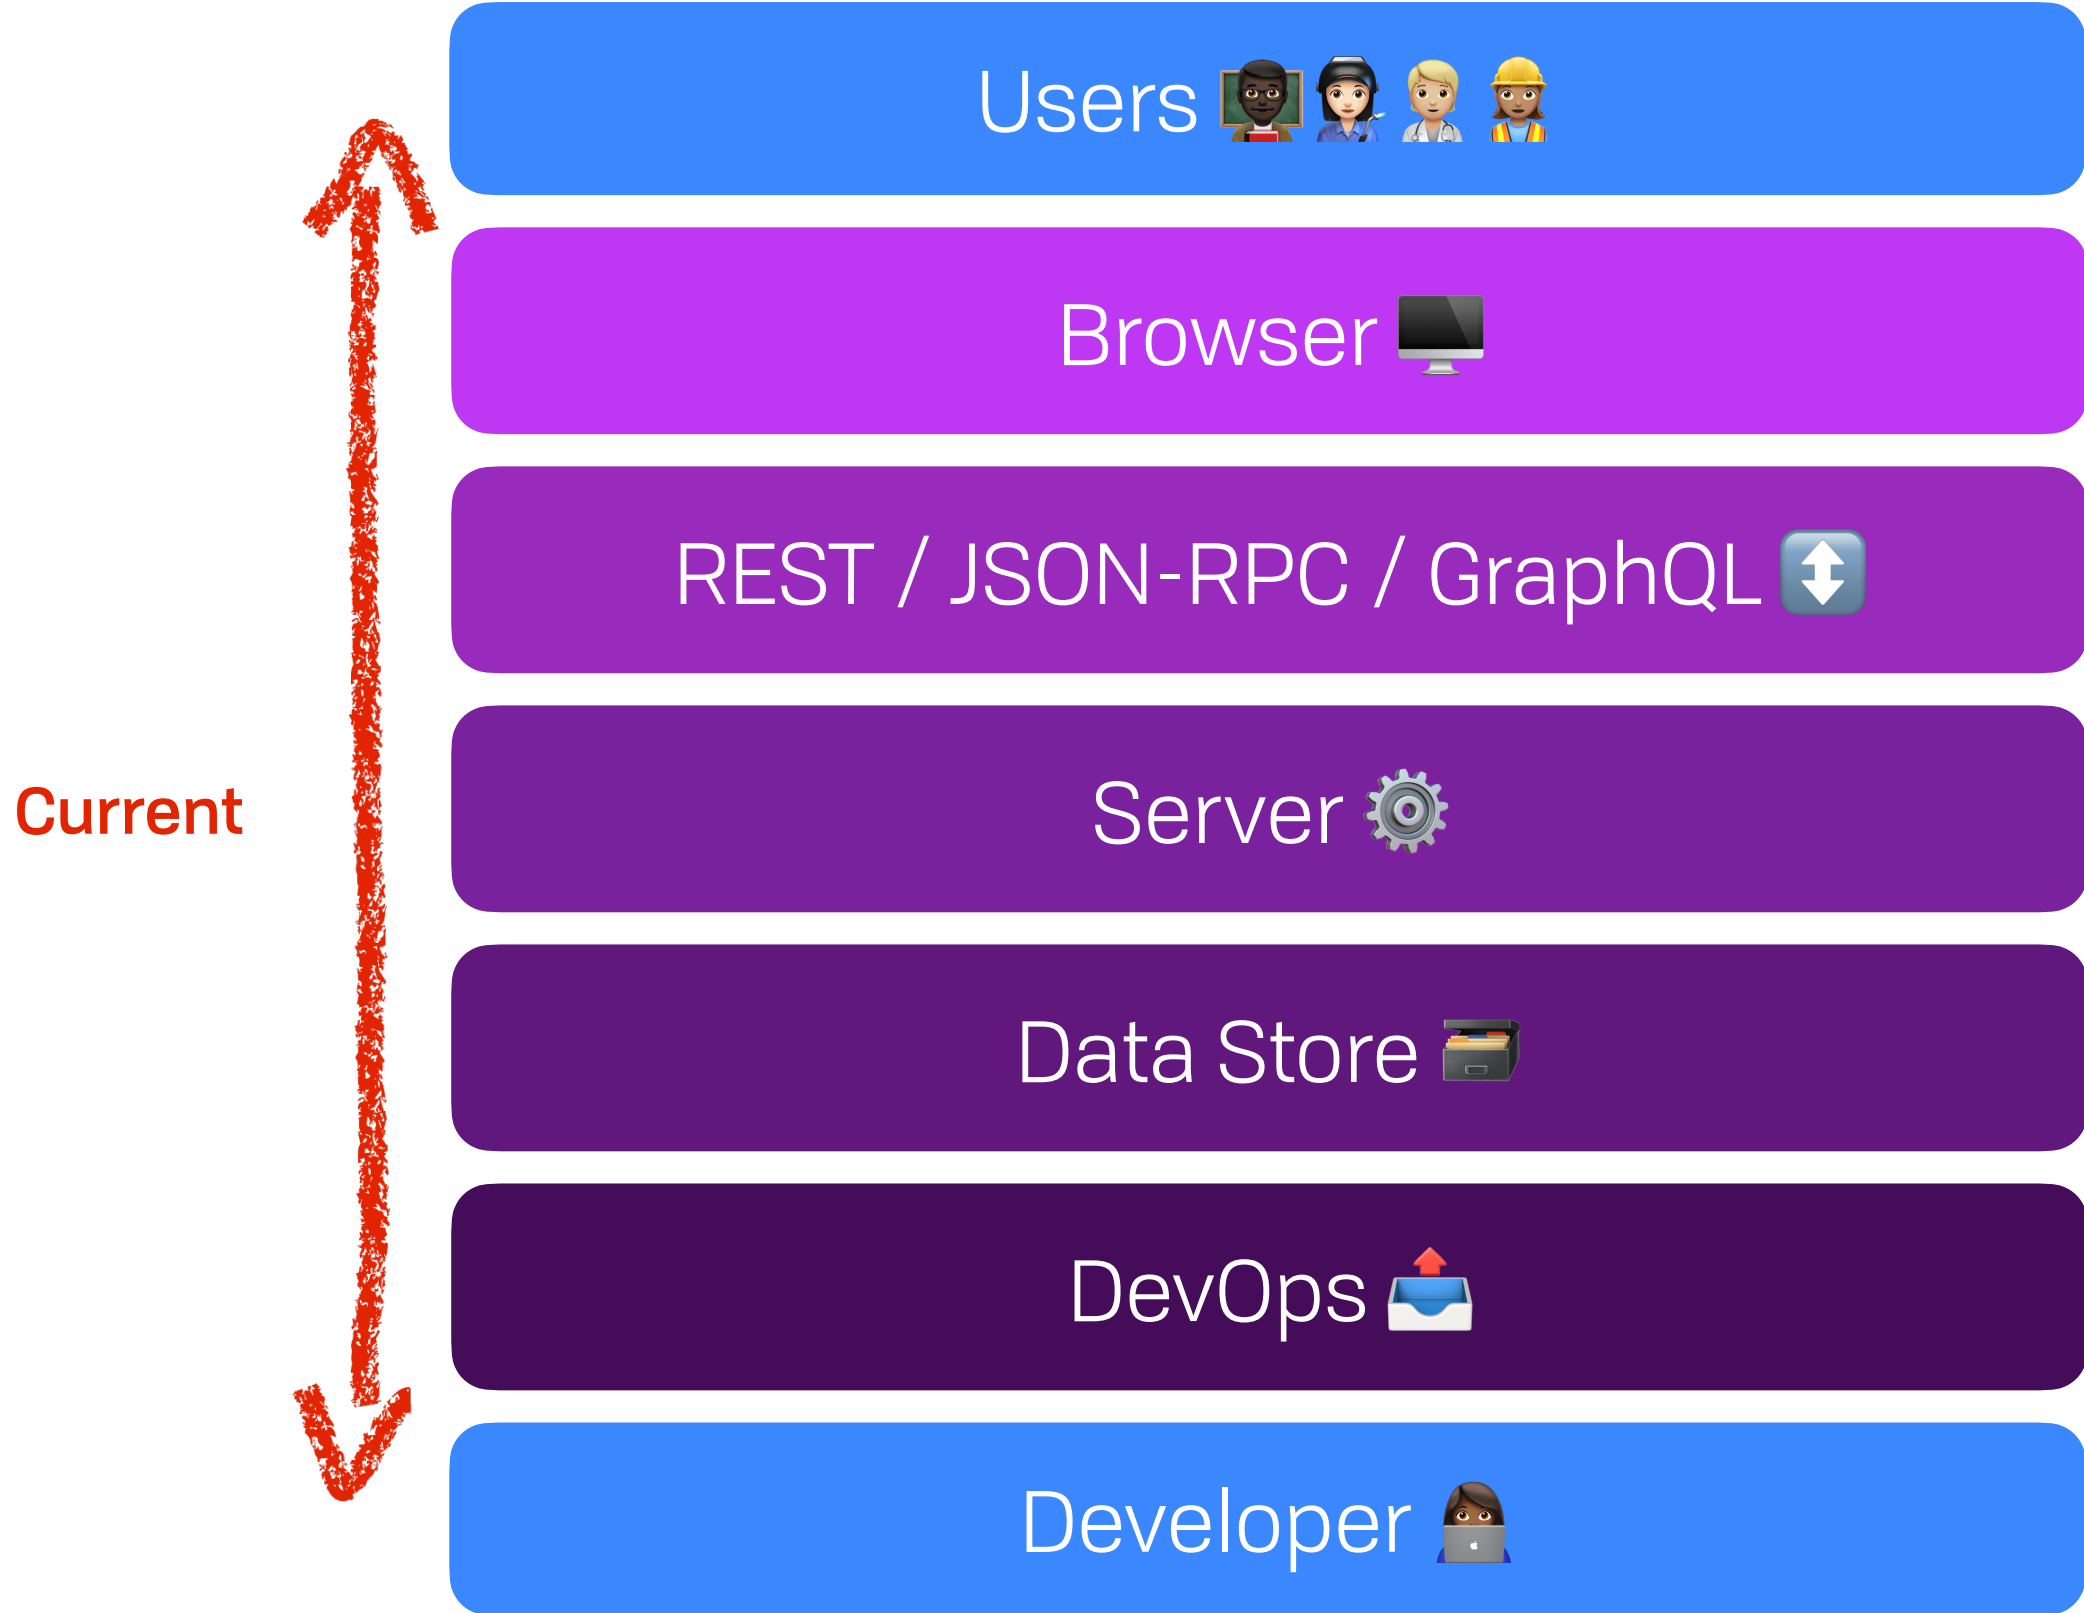 Users
Browser
REST / JSON-RPC / GraphQL
Current
Server
Data Store
DevOps
Developer